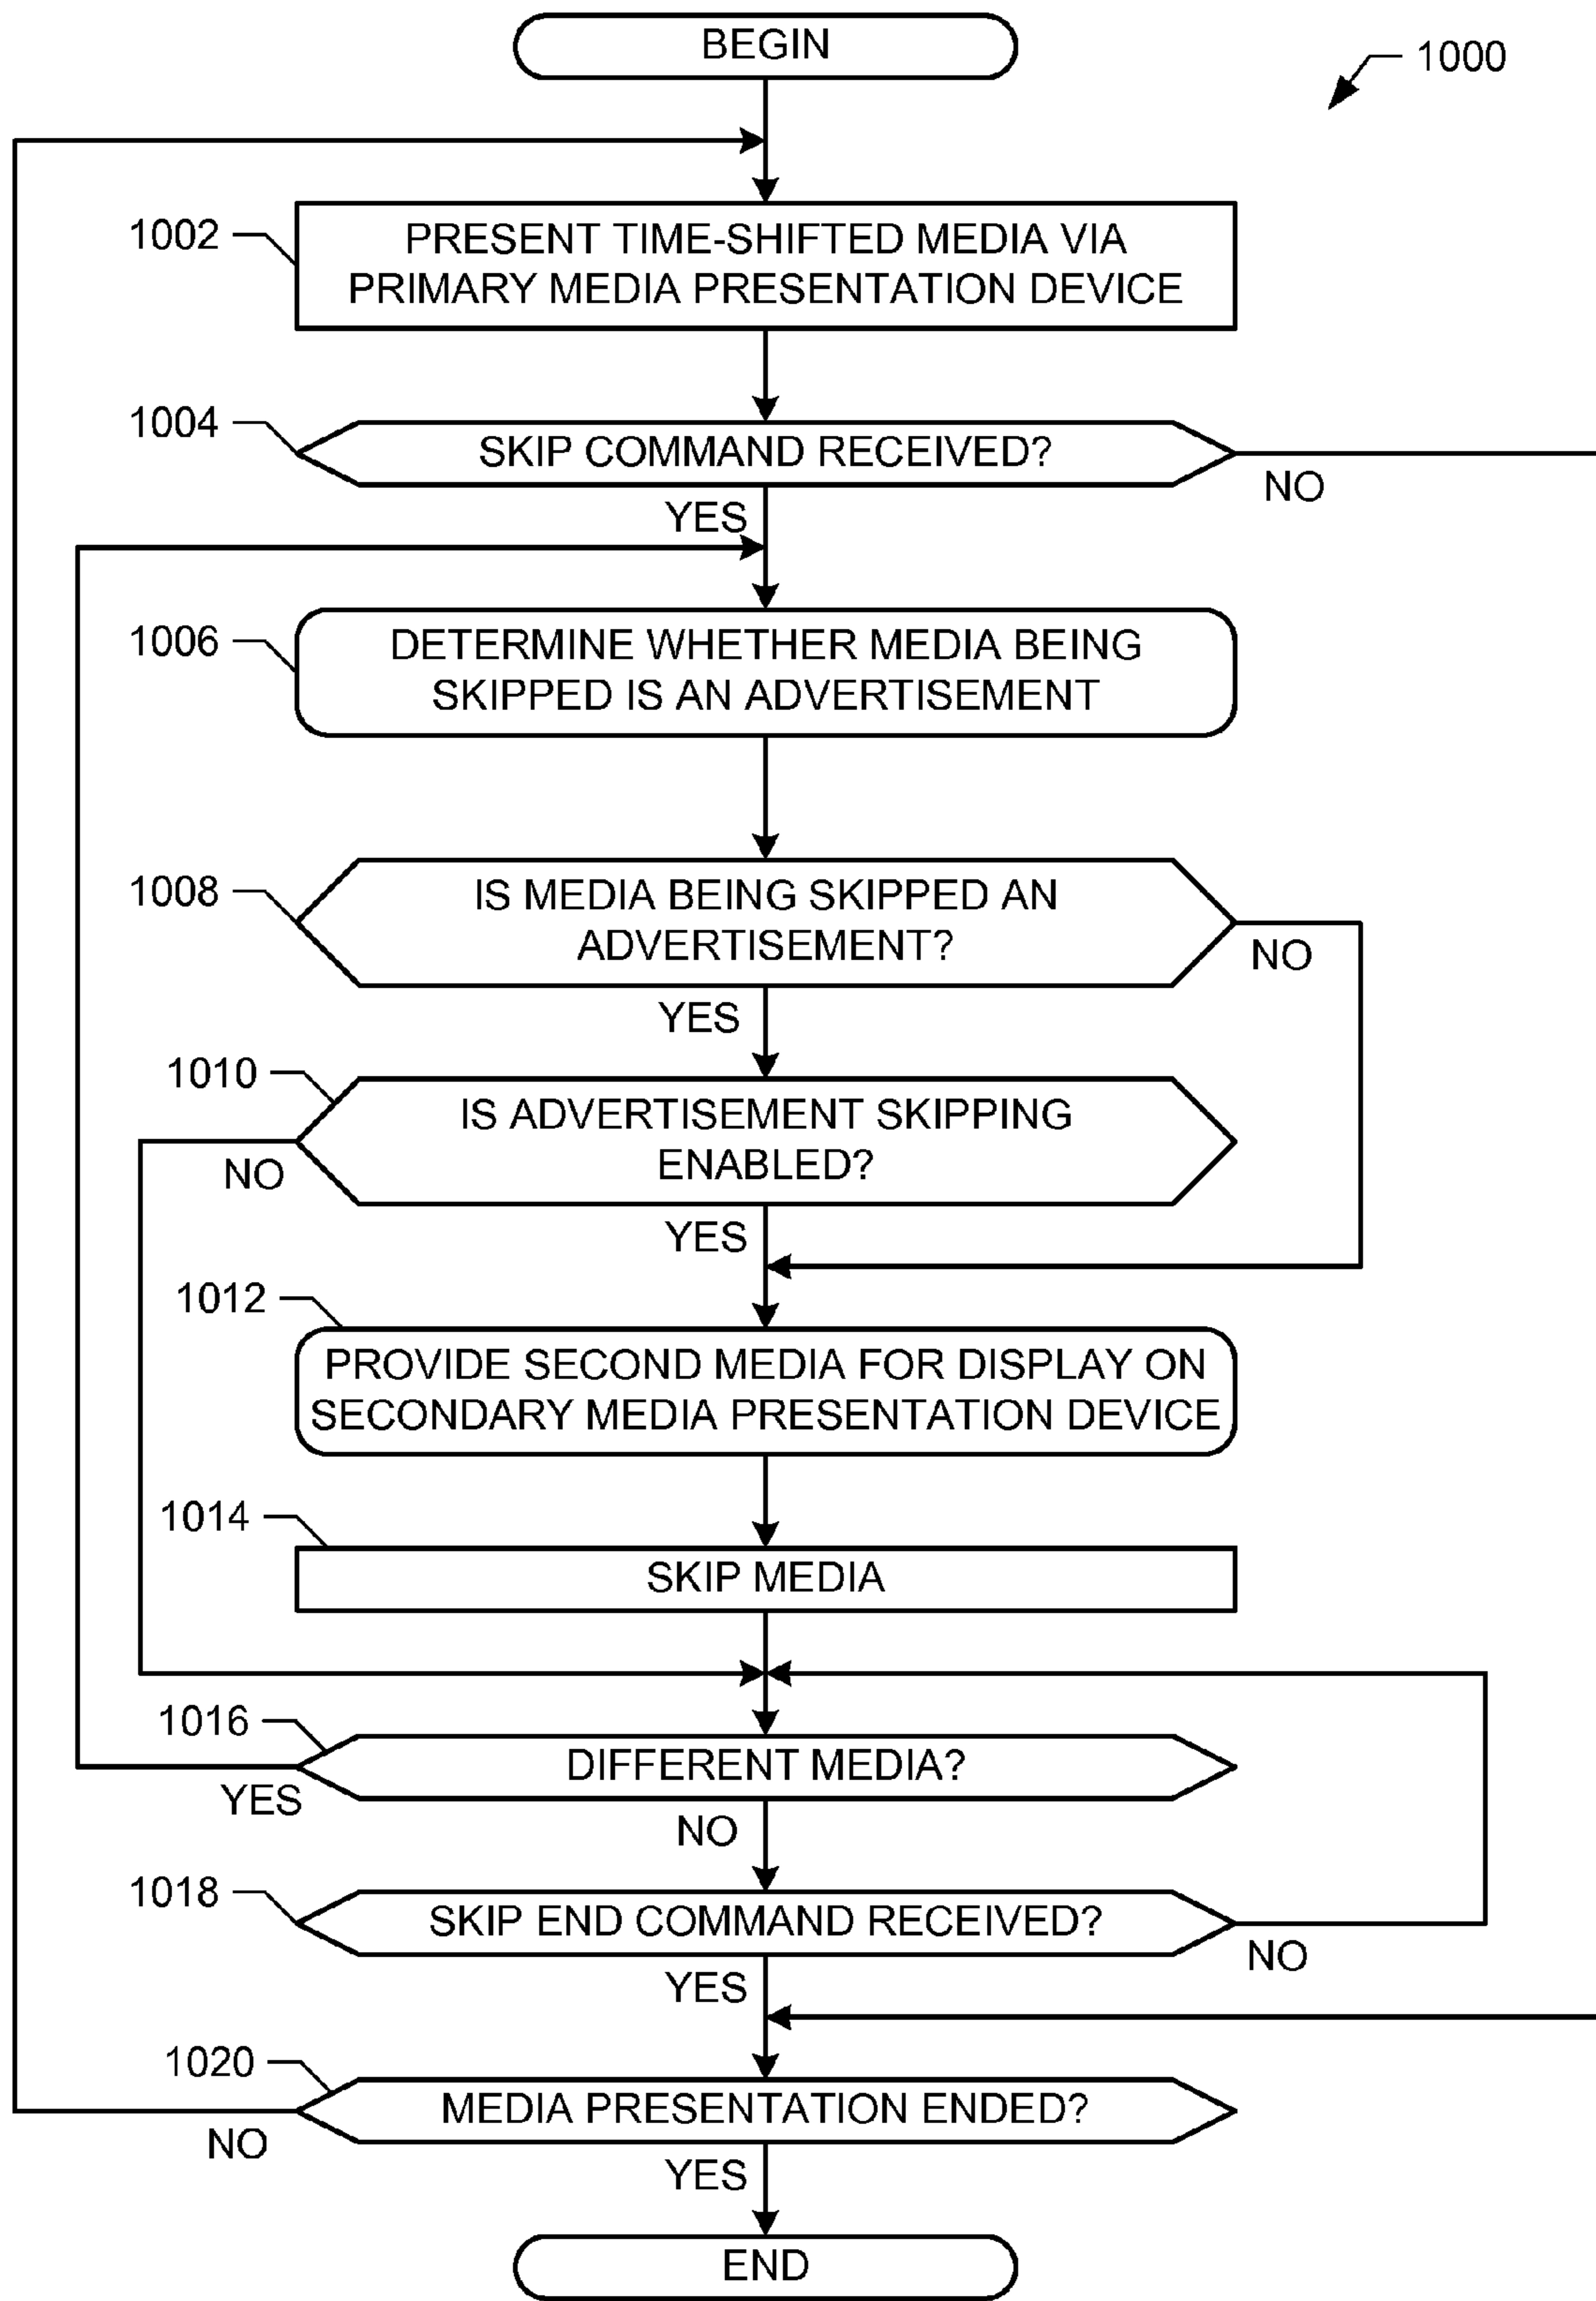 BEGIN
1000
1002
PRESENT TIME-SHIFTED MEDIA VIA
PRIMARY MEDIA PRESENTATION DEVICE
1004
SKIP COMMAND RECEIVED?
NO
YES
1006
DETERMINE WHETHER MEDIA BEING
SKIPPED IS AN ADVERTISEMENT
1008
IS MEDIA BEING SKIPPED AN
ADVERTISEMENT?
NO
YES
1010
IS ADVERTISEMENT SKIPPING
ENABLED?
NO
YES
1012
PROVIDE SECOND MEDIA FOR DISPLAY ON
SECONDARY MEDIA PRESENTATION DEVICE
1014
SKIP MEDIA
1016
DIFFERENT MEDIA?
YES
NO
1018
SKIP END COMMAND RECEIVED?
NO
YES
1020
MEDIA PRESENTATION ENDED?
NO
YES
END